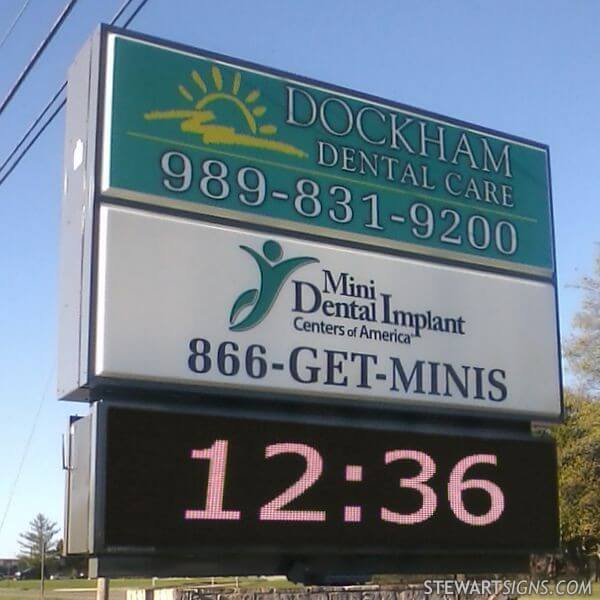 DOCKHAM
DENTAL CARE
989-831-9200
Mini
Dental Implant
Centers of America
866-GET-MINIS
12:36
STEWARTSIGNS.COM